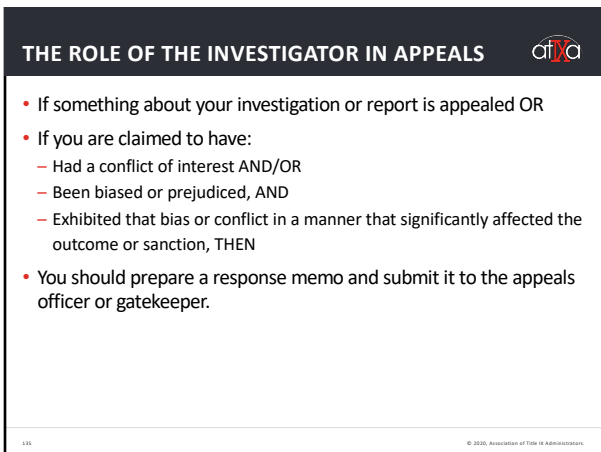 THE ROLE OF THE INVESTIGATOR IN APPEALS
atIXa
• If something about your investigation or report is appealed OR
• If you are claimed to have:
– Had a conflict of interest AND/OR
– Been biased or prejudiced, AND
– Exhibited that bias or conflict in a manner that significantly affected the
outcome or sanction, THEN
• You should prepare a response memo and submit it to the appeals
officer or gatekeeper.
135
© 2020, Association of Title IX Administrators